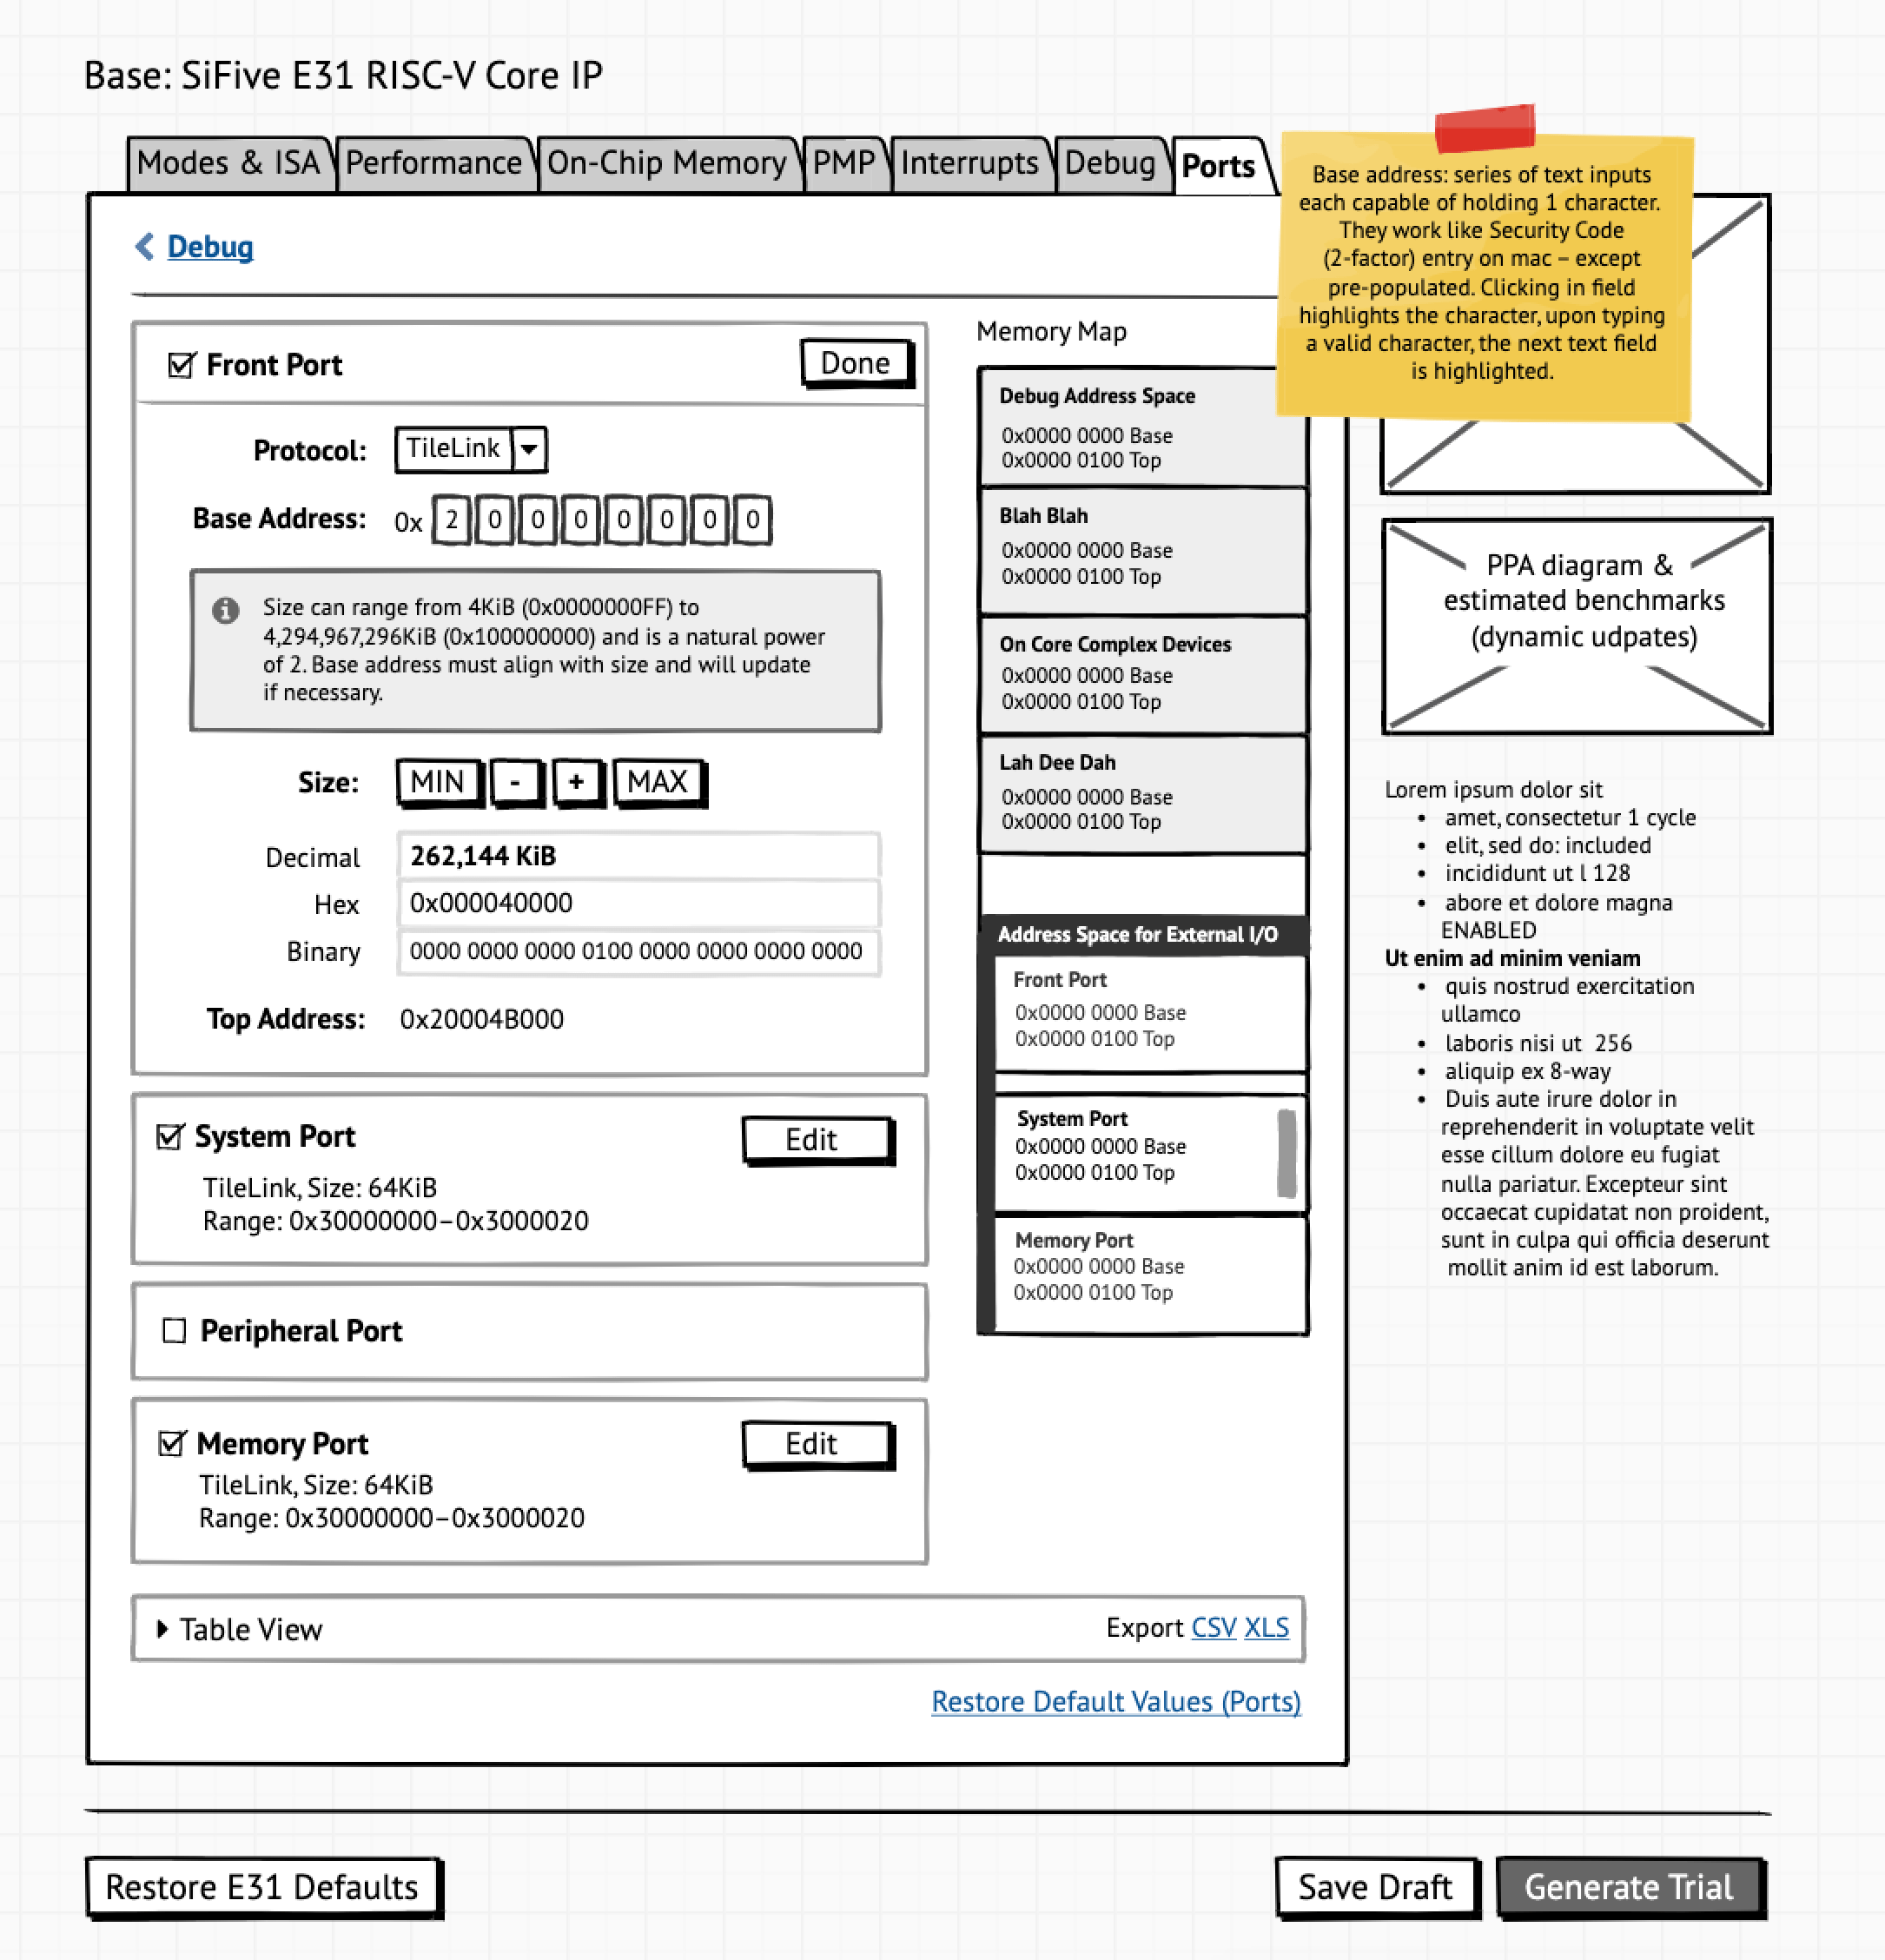 Base: SiFive E31 RISC-V Core IP
Modes & ISA
Performance
On-Chip Memory
PMP
Interrupts
Debug
Ports
Base address: series of text inputs
each capable of holding 1 character.
They work like Security Code
(2-factor) entry on mac – except
pre-populated. Clicking in field
highlights the character, upon typing
a valid character, the next text field
is highlighted.
Debug
Front Port
Done
Protocol: TileLink
Base Address: 0x 2 0 0 0 0 0 0 0
Size can range from 4KiB (0x0000000FF) to
4,294,967,296KiB (0x100000000) and is a natural power
of 2. Base address must align with size and will update
if necessary.
Size: MIN - + MAX
Decimal 262,144 KiB
Hex 0x000040000
Binary 0000 0000 0000 0100 0000 0000 0000 0000
Top Address: 0x20004B000
System Port
Edit
TileLink, Size: 64KiB
Range: 0x30000000–0x3000020
Peripheral Port
Memory Port
Edit
TileLink, Size: 64KiB
Range: 0x30000000–0x3000020
Memory Map
Debug Address Space
0x0000 0000 Base
0x0000 0100 Top
Blah Blah
0x0000 0000 Base
0x0000 0100 Top
On Core Complex Devices
0x0000 0000 Base
0x0000 0100 Top
Lah Dee Dah
0x0000 0000 Base
0x0000 0100 Top
Address Space for External I/O
Front Port
0x0000 0000 Base
0x0000 0100 Top
System Port
0x0000 0000 Base
0x0000 0100 Top
Memory Port
0x0000 0000 Base
0x0000 0100 Top
PPA diagram &
estimated benchmarks
(dynamic udpates)
Lorem ipsum dolor sit
• amet, consectetur 1 cycle
• elit, sed do: included
• incididunt ut l 128
• abore et dolore magna
ENABLED
Ut enim ad minim veniam
• quis nostrud exercitation
ullamco
• laboris nisi ut 256
• aliquip ex 8-way
• Duis aute irure dolor in
reprehenderit in voluptate velit
esse cillum dolore eu fugiat
nulla pariatur. Excepteur sint
occaecat cupidatat non proident,
sunt in culpa qui officia deserunt
mollit anim id est laborum.
Table View
Export CSV XLS
Restore Default Values (Ports)
Restore E31 Defaults
Save Draft
Generate Trial